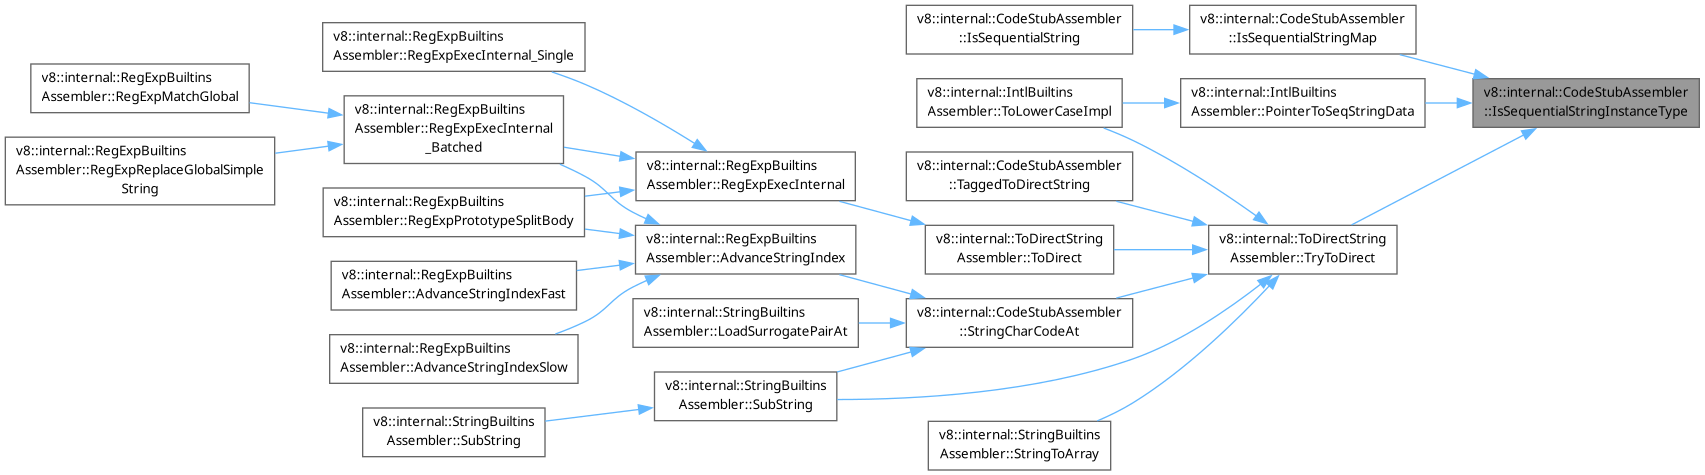 v8::internal::RegExpBuiltins
Assembler::RegExpMatchGlobal
v8::internal::RegExpBuiltins
Assembler::RegExpReplaceGlobalSimple
String
v8::internal::RegExpBuiltins
Assembler::RegExpExecInternal_Single
v8::internal::RegExpBuiltins
Assembler::RegExpExecInternal
_Batched
v8::internal::RegExpBuiltins
Assembler::RegExpPrototypeSplitBody
v8::internal::RegExpBuiltins
Assembler::AdvanceStringIndexFast
v8::internal::RegExpBuiltins
Assembler::AdvanceStringIndexSlow
v8::internal::StringBuiltins
Assembler::SubString
v8::internal::RegExpBuiltins
Assembler::RegExpExecInternal
v8::internal::RegExpBuiltins
Assembler::AdvanceStringIndex
v8::internal::StringBuiltins
Assembler::LoadSurrogatePairAt
v8::internal::StringBuiltins
Assembler::SubString
v8::internal::CodeStubAssembler
::IsSequentialString
v8::internal::IntlBuiltins
Assembler::ToLowerCaseImpl
v8::internal::CodeStubAssembler
::TaggedToDirectString
v8::internal::ToDirectString
Assembler::ToDirect
v8::internal::CodeStubAssembler
::StringCharCodeAt
v8::internal::StringBuiltins
Assembler::StringToArray
v8::internal::CodeStubAssembler
::IsSequentialStringMap
v8::internal::IntlBuiltins
Assembler::PointerToSeqStringData
v8::internal::ToDirectString
Assembler::TryToDirect
v8::internal::CodeStubAssembler
::IsSequentialStringInstanceType